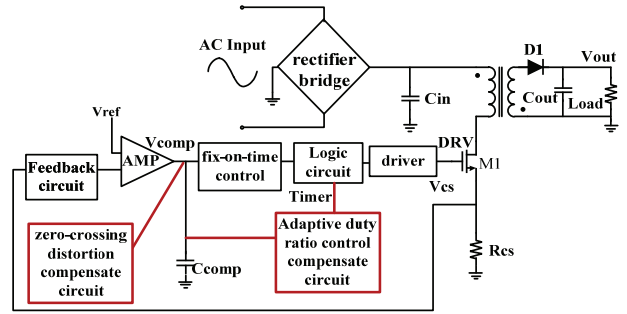 AC Input
rectifier
bridge
Cin
D1
Vout
Cout
Load
Vref
Vcomp
AMP
Feedback
circuit
fix-on-time
control
Logic
circuit
driver
DRV
M1
Vcs
Timer
zero-crossing
distortion
compensate
circuit
Ccomp
Adaptive duty
ratio control
compensate
circuit
Rcs